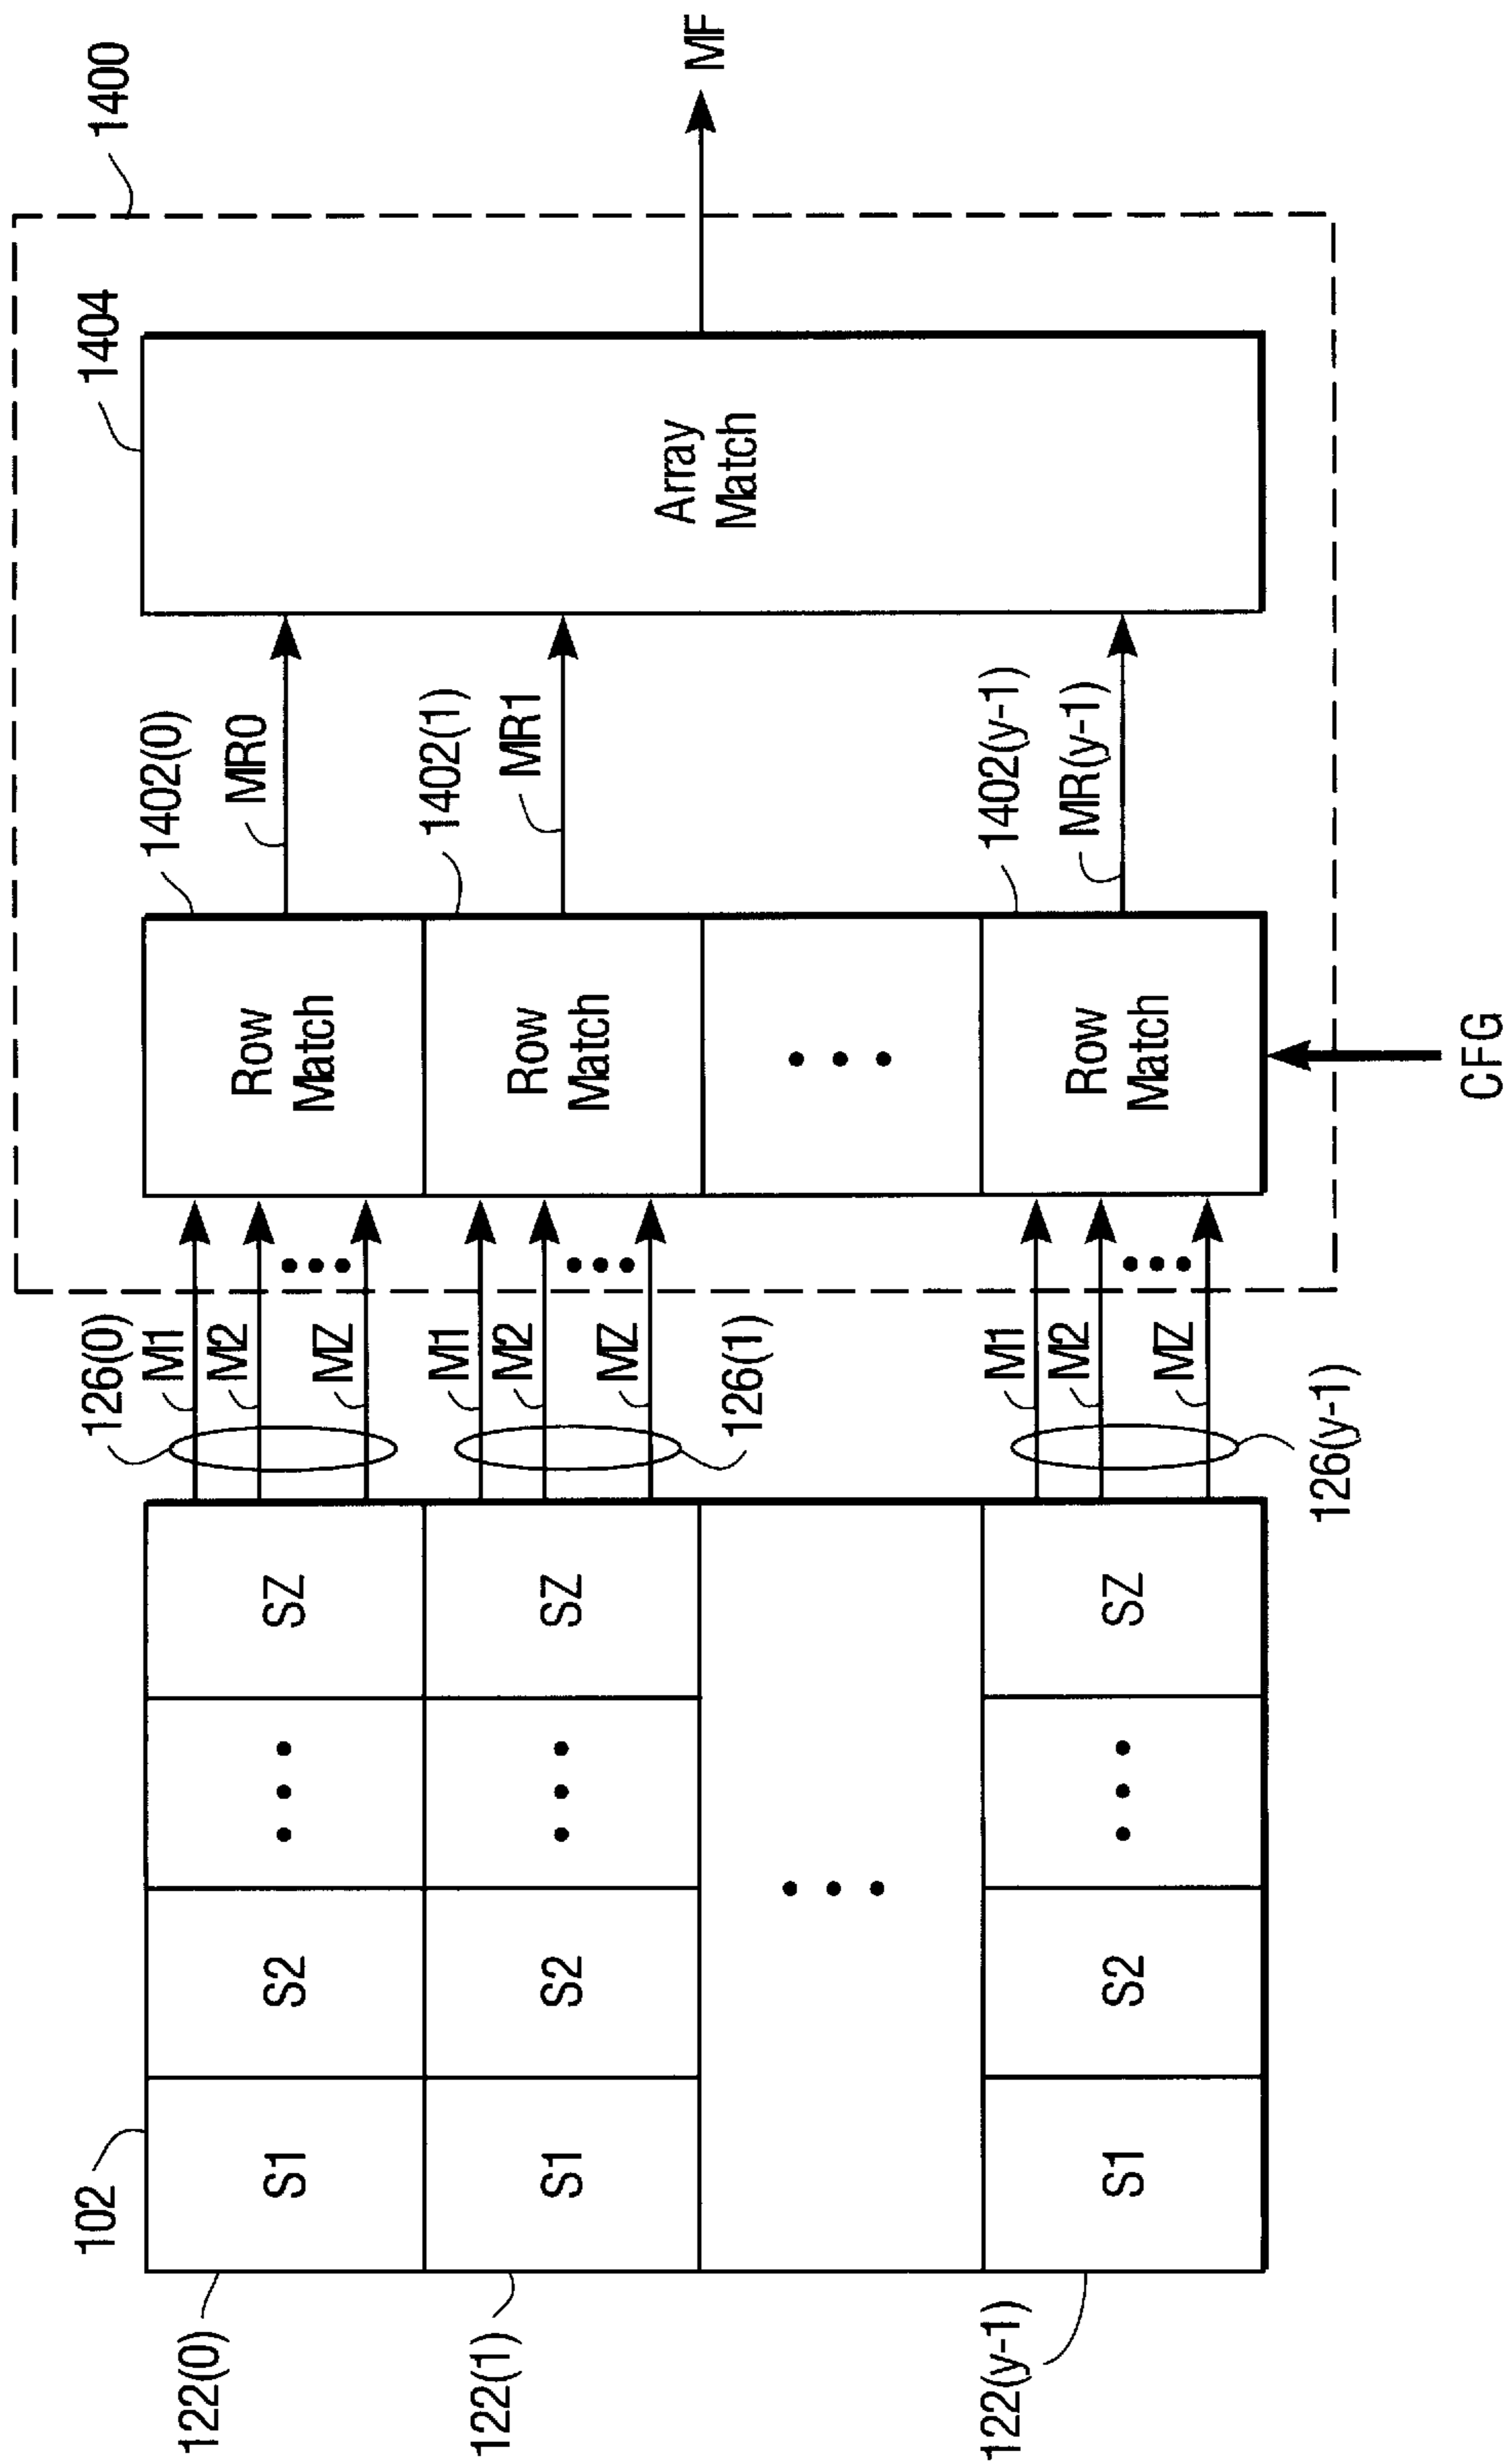 1400
1404
102
122(0)
S1
S2
• • •
SZ
126(0)
M1
M2
• • •
MZ
Row
Match
1402(0)
MR0
122(1)
S1
S2
• • •
SZ
M1
M2
• • •
MZ
126(1)
Row
Match
1402(1)
MR1
Array
Match
MF
• • •
• • •
122(y-1)
S1
S2
• • •
SZ
M1
M2
• • •
MZ
126(y-1)
Row
Match
1402(y-1)
MR(y-1)
CFG